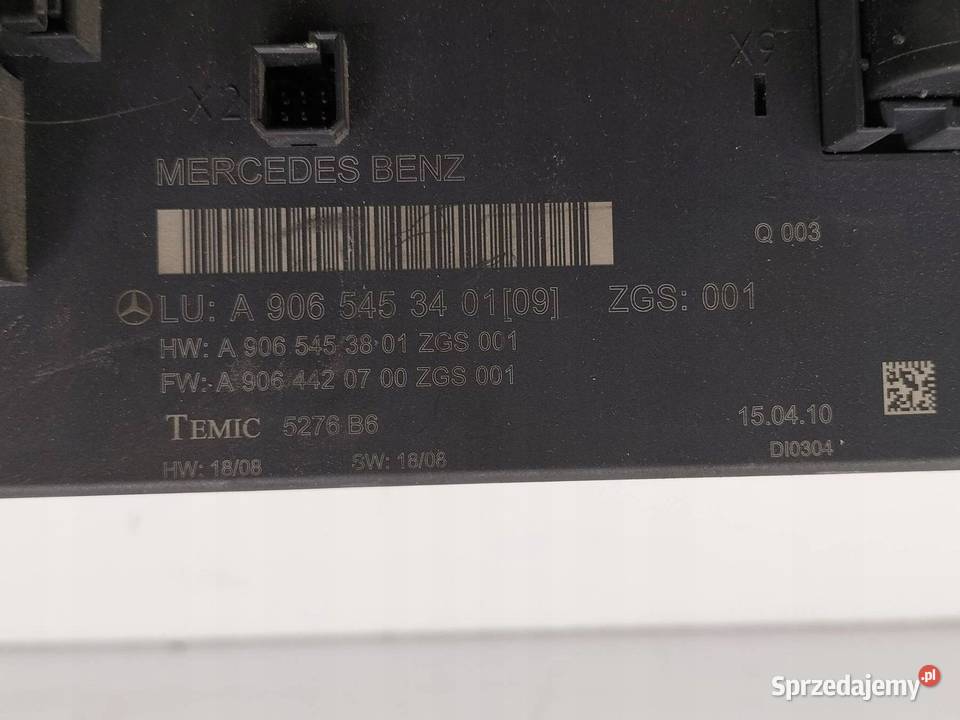 X2
X9
MERCEDES BENZ
Q 003
LU: A 906 545 34 01[09] ZGS: 001
HW: A 906 545 38 01 ZGS 001
FW: A 906 442 07 00 ZGS 001
TEMIC 5276 B6
15.04.10
DI0304
HW: 18/08 SW: 18/08
Sprzedajemy.pl